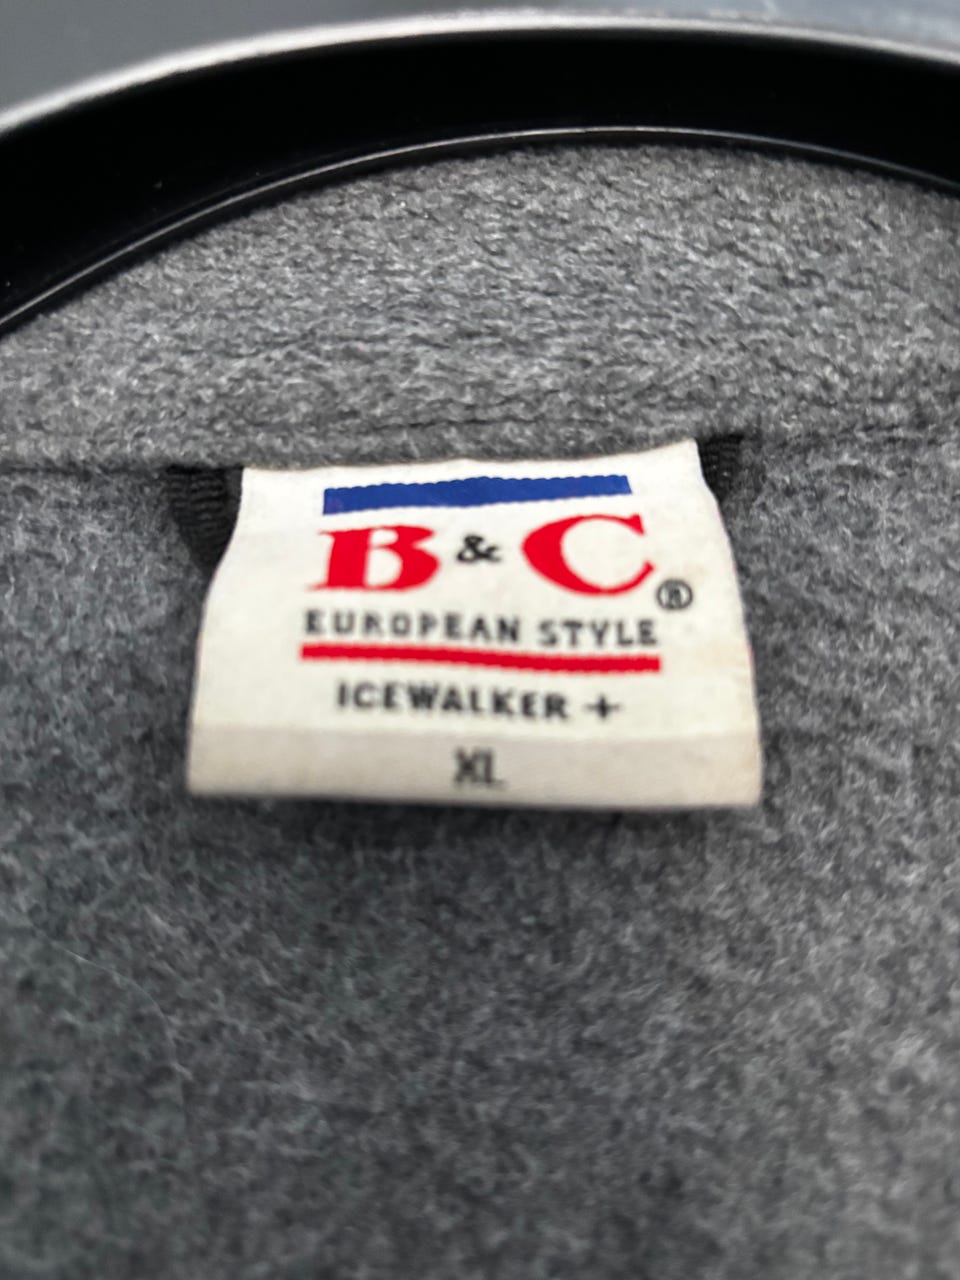 B & C ®
EUROPEAN STYLE
ICEWALKER +
XL